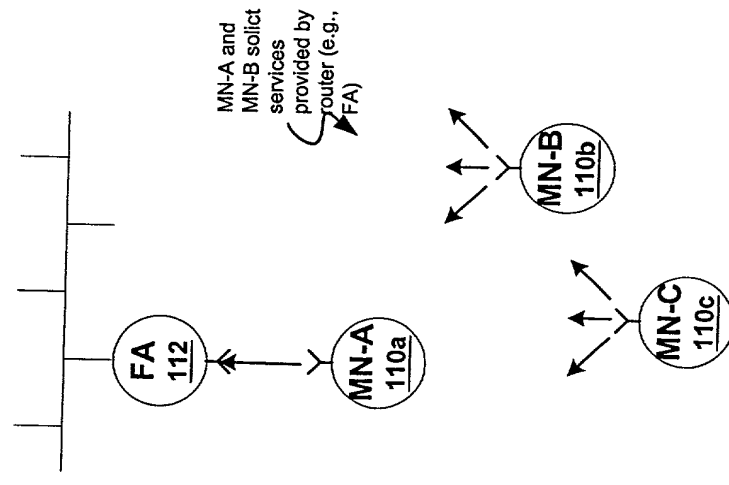 MN-A and
MN-B solict
services
provided by
router (e.g.,
FA)
FA
112
MN-A
110a
MN-B
110b
MN-C
110c